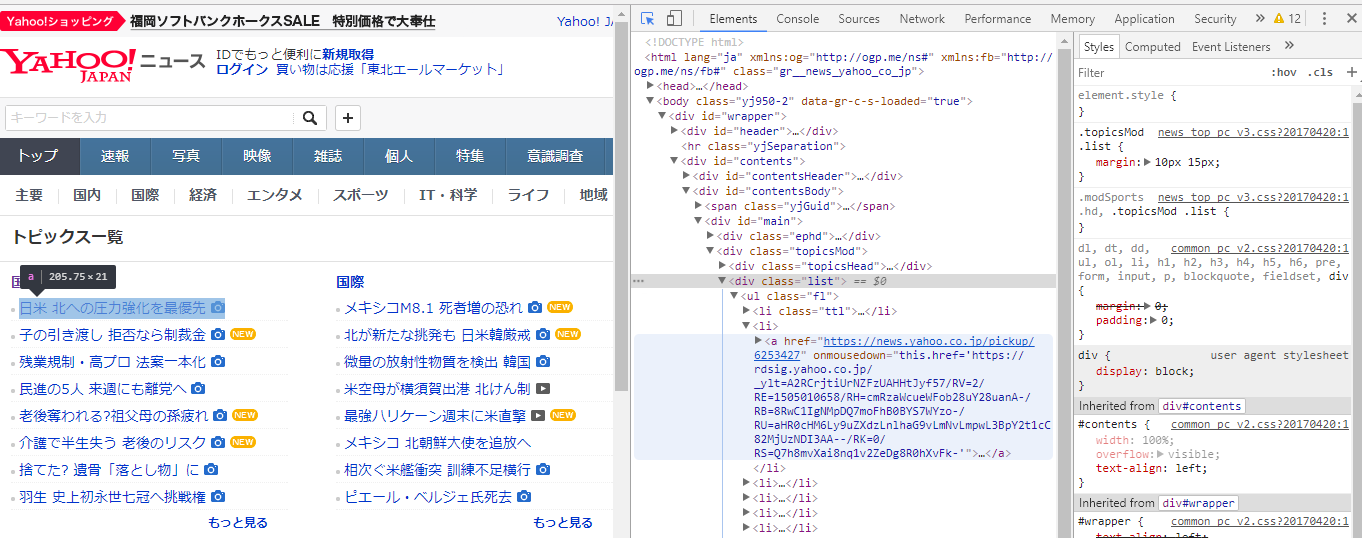 Yahoo!ショッピング 福岡ソフトバンクホークスSALE 特別価格で大奉仕 Yahoo! JA
YAHOO! JAPAN ニュース
IDでもっと便利に新規取得
ログイン 買い物は応援「東北エールマーケット」
キーワードを入力
トップ 速報 写真 映像 雑誌 個人 特集 意識調査
主要 国内 国際 経済 エンタメ スポーツ IT・科学 ライフ 地域
トピックス一覧
a 205.75×21
国際
日米 北への圧力強化を最優先
子の引き渡し 拒否なら制裁金 NEW
残業規制・高プロ 法案一本化
民進の5人 来週にも離党へ
老後奪われる?祖父母の孫疲れ NEW
介護で半生失う 老後のリスク NEW
捨てた? 遺骨「落とし物」に
羽生 史上初永世七冠へ挑戦権
もっと見る
メキシコM8.1 死者増の恐れ NEW
北が新たな挑発も 日米韓厳戒 NEW
微量の放射性物質を検出 韓国
米空母が横須賀出港 北けん制
最強ハリケーン週末に米直撃 NEW
メキシコ 北朝鮮大使を追放へ
相次ぐ米艦衝突 訓練不足横行
ピエール・ベルジェ氏死去
もっと見る
Elements Console Sources Network Performance Memory Application Security » 12
<!DOCTYPE html>
<html lang="ja" xmlns:og="http://ogp.me/ns#" xmlns:fb="http://
ogp.me/ns/fb#" class="gr__news_yahoo_co_jp">
<head>…</head>
<body class="yj950-2" data-gr-c-s-loaded="true">
<div id="wrapper">
<div id="header">…</div>
<hr class="yjSeparation">
<div id="contents">
<div id="contentsHeader">…</div>
<div id="contentsBody">
<span class="yjGuid">…</span>
<div id="main">
<div class="ephd">…</div>
<div class="topicsMod">
<div class="topicsHead">…</div>
<div class="list"> == $0
<ul class="fl">
<li class="ttl">…</li>
<li>
<a href="https://news.yahoo.co.jp/pickup/
6253427" onmousedown="this.href='https://
rdsig.yahoo.co.jp/
_ylt=A2RCrjtiUrNZFzUAHHtJyf57/RV=2/
RE=1505010658/RH=cmRzaWcueWFob28uY28uanA-/
RB=8RwC1IgNMpDQ7moFhB0BYS7WYzo-/
RU=aHR0cHM6Ly9uZXdzLnlhaG9vLmNvLmpwL3BpY2t1cC
82MjUzNDI3AA--/RK=0/
RS=Q7h8mvXai8nq1v2ZeDg8R0hXvFk-'">…</a>
</li>
<li>…</li>
<li>…</li>
<li>…</li>
<li>…</li>
Styles Computed Event Listeners »
Filter :hov .cls +
element.style {
}
.topicsMod news_top_pc_v3.css?20170420:1
.list {
margin: 10px 15px;
}
.modSports news_top_pc_v3.css?20170420:1
.hd, .topicsMod .list {
}
dl, dt, dd, common_pc_v2.css?20170420:1
ul, ol, li, h1, h2, h3, h4, h5, h6, pre,
form, input, p, blockquote, fieldset, div
{
margin: 0;
padding: 0;
}
div { user agent stylesheet
display: block;
}
Inherited from div#contents
#contents { common_pc_v2.css?20170420:1
width: 100%;
overflow: visible;
text-align: left;
}
Inherited from div#wrapper
#wrapper { common_pc_v2.css?20170420:1
text-align: left;